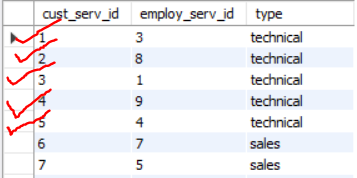 cust_serv_id employ_serv_id type
1 3 technical
2 8 technical
3 1 technical
4 9 technical
5 4 technical
6 7 sales
7 5 sales